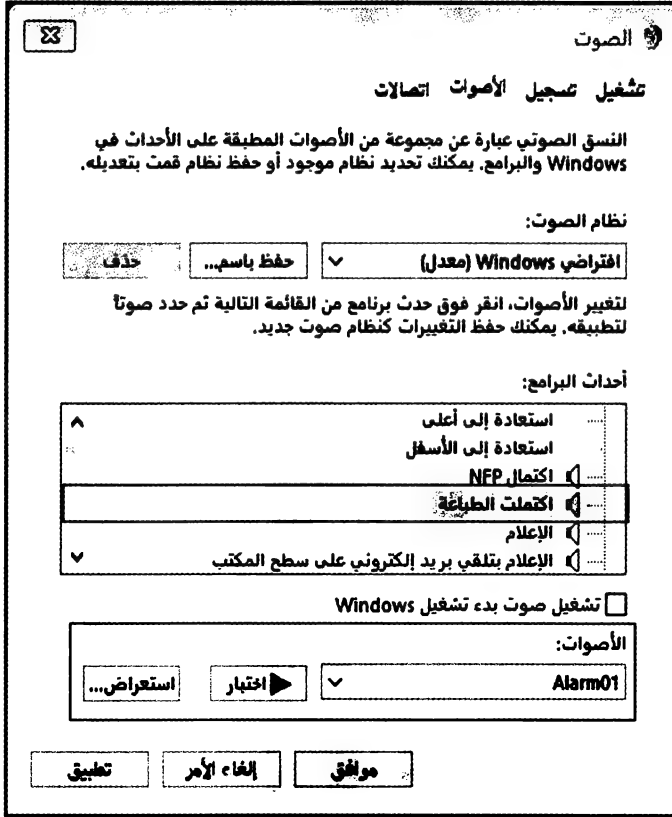 الصوت
تشغيل تسجيل الأصوات اتصالات
النسق الصوتي عبارة عن مجموعة من الأصوات المطبقة على الأحداث في
Windows والبرامج. يمكنك تحديد نظام موجود أو حفظ نظام قمت بتعديله.
نظام الصوت:
افتراضي Windows (معدل) حفظ باسم... حذف
لتغيير الأصوات، انقر فوق حدث برنامج من القائمة التالية ثم حدد صوتاً
لتطبيقه. يمكنك حفظ التغييرات كنظام صوت جديد.
أحداث البرامج:
استعادة إلى أعلى
استعادة إلى الأسفل
اكتمال NFP
اكتملت الطباعة
الإعلام
الإعلام بتلقي بريد إلكتروني على سطح المكتب
تشغيل صوت بدء تشغيل Windows
الأصوات:
Alarm01 اختبار استعراض...
موافق إلغاء الأمر تطبيق